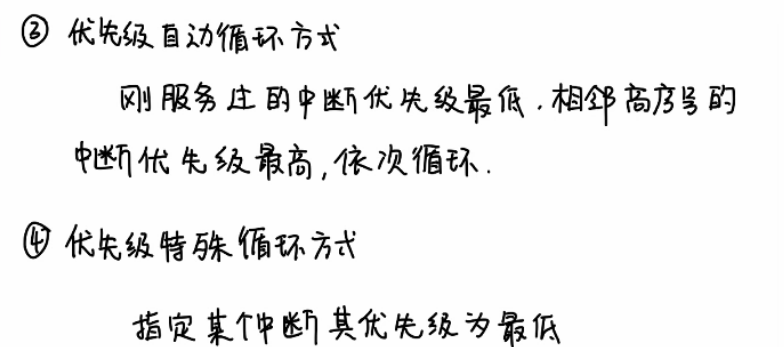 ③ 优先级自动循环方式
刚服务过的中断优先级最低.相邻高序号的
中断优先级最高,依次循环.
④ 优先级特殊循环方式
指定某个中断其优先级为最低